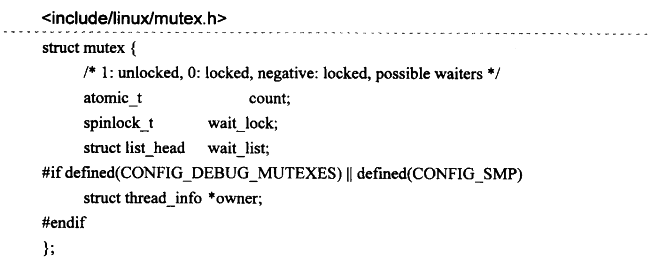 <include/linux/mutex.h>
struct mutex {
/* 1: unlocked, 0: locked, negative: locked, possible waiters */
atomic_t count;
spinlock_t wait_lock;
struct list_head wait_list;
#if defined(CONFIG_DEBUG_MUTEXES) || defined(CONFIG_SMP)
struct thread_info *owner;
#endif
};